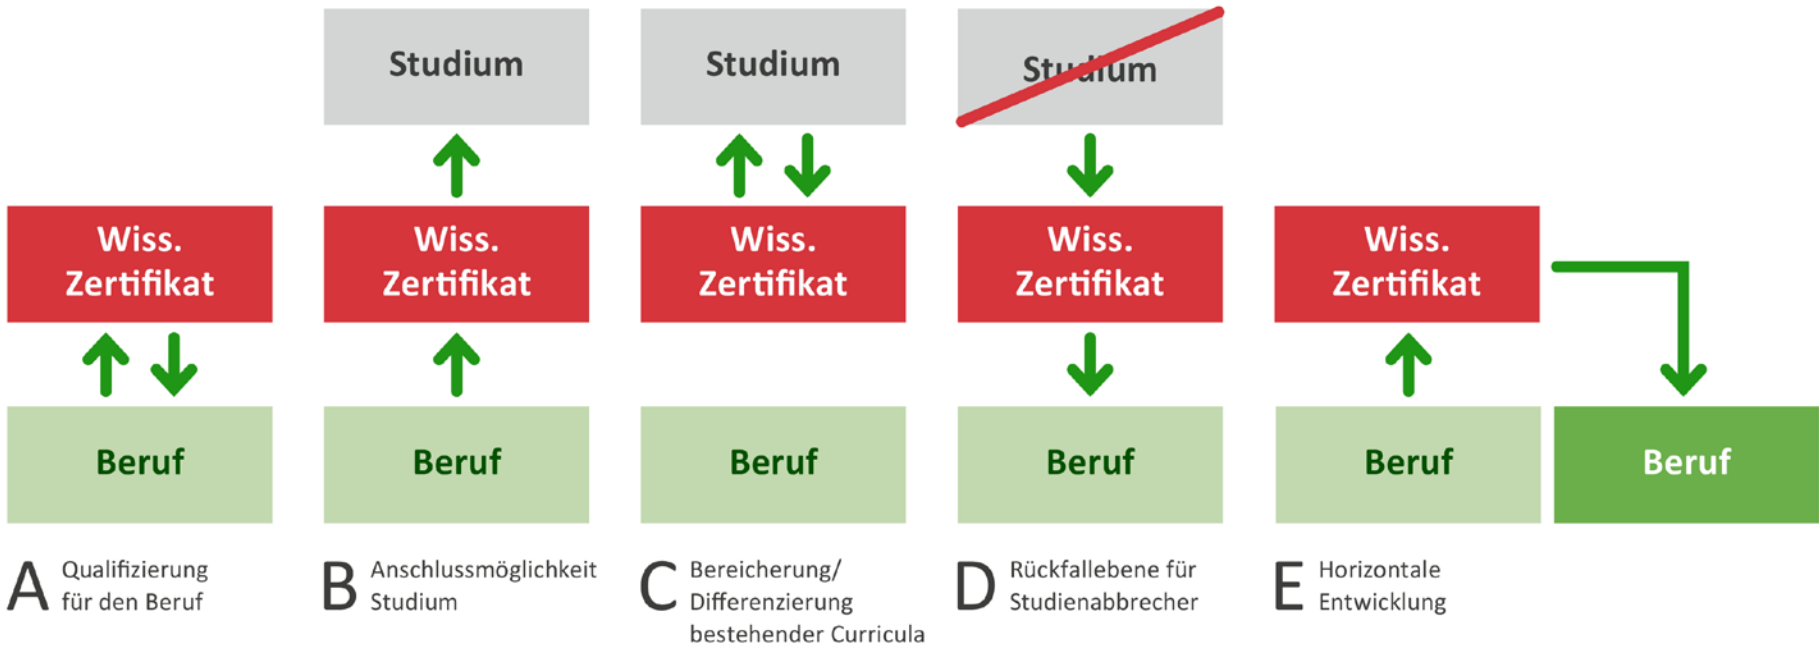 Studium
Studium
Studium
Wiss.
Zertifikat
Wiss.
Zertifikat
Wiss.
Zertifikat
Wiss.
Zertifikat
Wiss.
Zertifikat
Beruf
Beruf
Beruf
Beruf
Beruf
Beruf
A Qualifizierung
für den Beruf
B Anschlussmöglichkeit
Studium
C Bereicherung/
Differenzierung
bestehender Curricula
D Rückfallebene für
Studienabbrecher
E Horizontale
Entwicklung